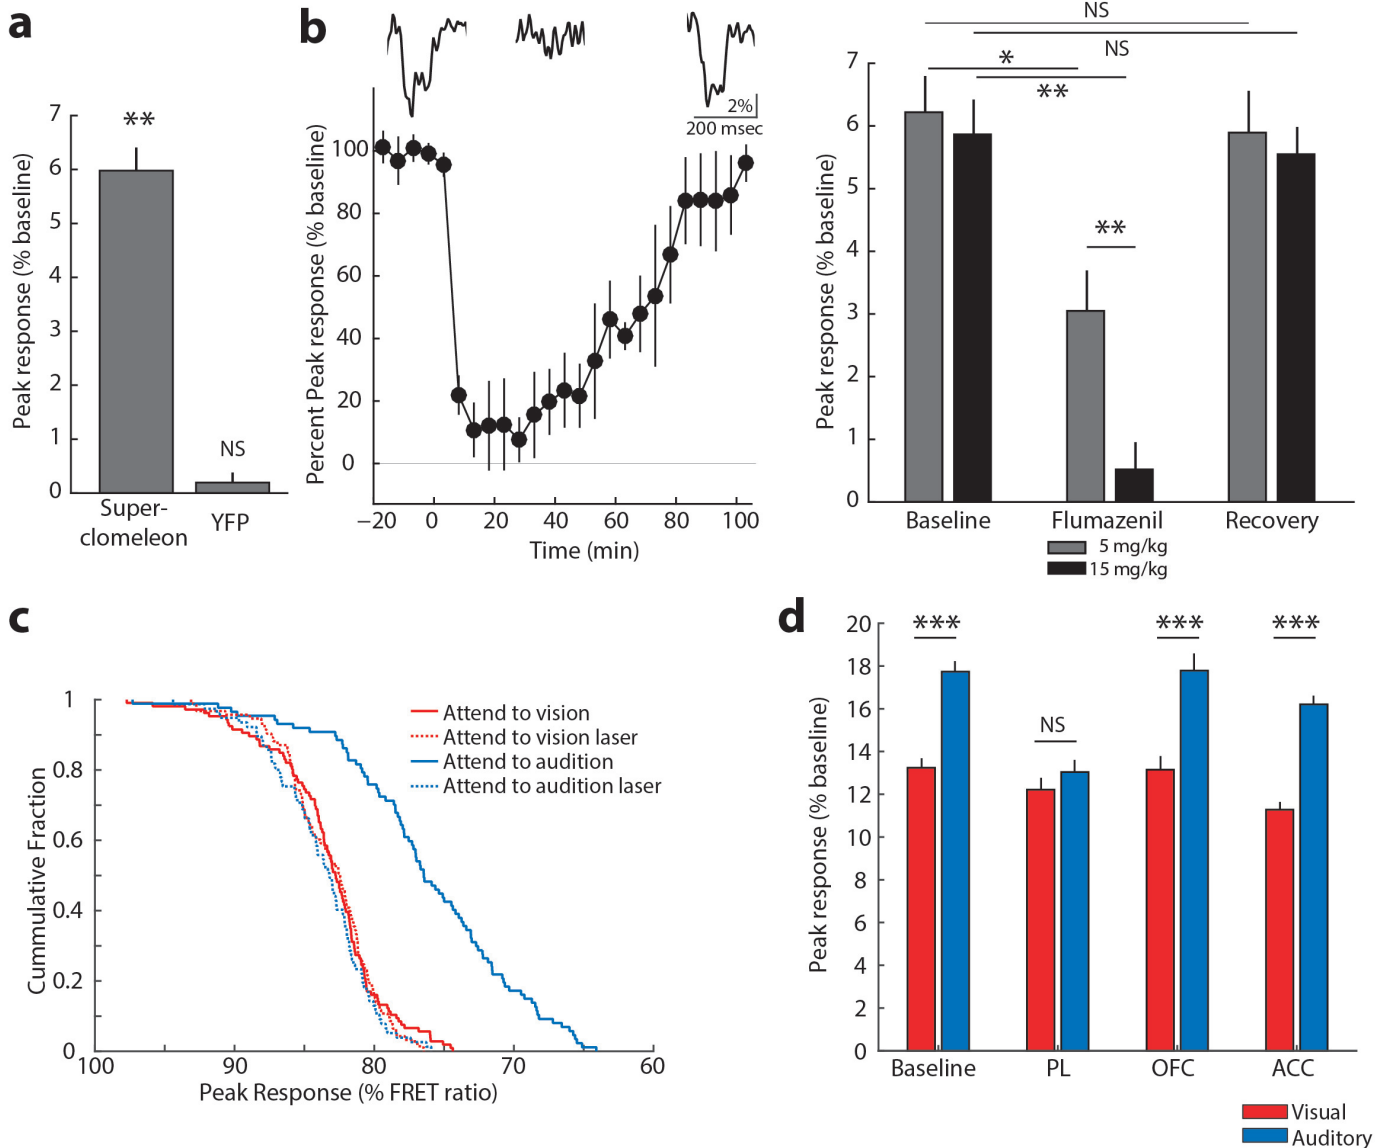 a
Peak response (% baseline)
7
6
5
4
3
2
1
0
**
NS
Super-
clomeleon
YFP
b
2%
200 msec
Percent Peak response (% baseline)
100
80
60
40
20
0
−20
0
20
40
60
80
100
Time (min)
NS
NS
*
**
**
Peak response (% baseline)
7
6
5
4
3
2
1
0
Baseline
Flumazenil
Recovery
5 mg/kg
15 mg/kg
c
Cummulative Fraction
1
0.8
0.6
0.4
0.2
0
100
90
80
70
60
Peak Response (% FRET ratio)
Attend to vision
Attend to vision laser
Attend to audition
Attend to audition laser
d
Peak response (% baseline)
20
18
16
14
12
10
8
6
4
2
0
***
NS
***
***
Baseline
PL
OFC
ACC
Visual
Auditory